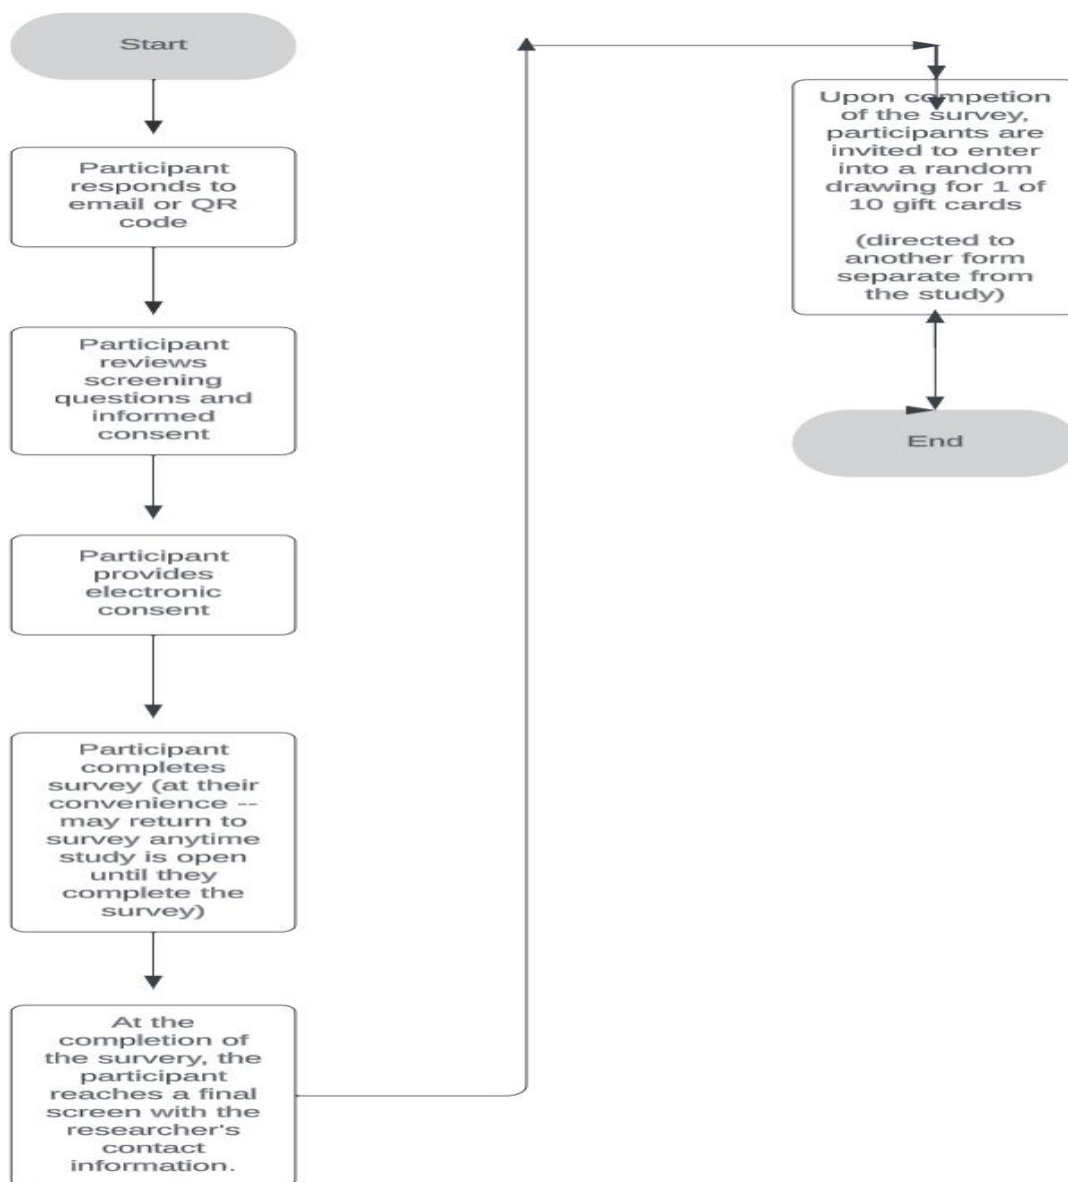 Start
Participant
responds to
email or QR
code
Participant
reviews
screening
questions and
informed
consent
Participant
provides
electronic
consent
Participant
completes
survey (at their
convenience --
may return to
survey anytime
study is open
until they
complete the
survey)
At the
completion of
the survery, the
participant
reaches a final
screen with the
researcher's
contact
information.
Upon competion
of the survey,
participants are
invited to enter
into a random
drawing for 1 of
10 gift cards
(directed to
another form
separate from
the study)
End